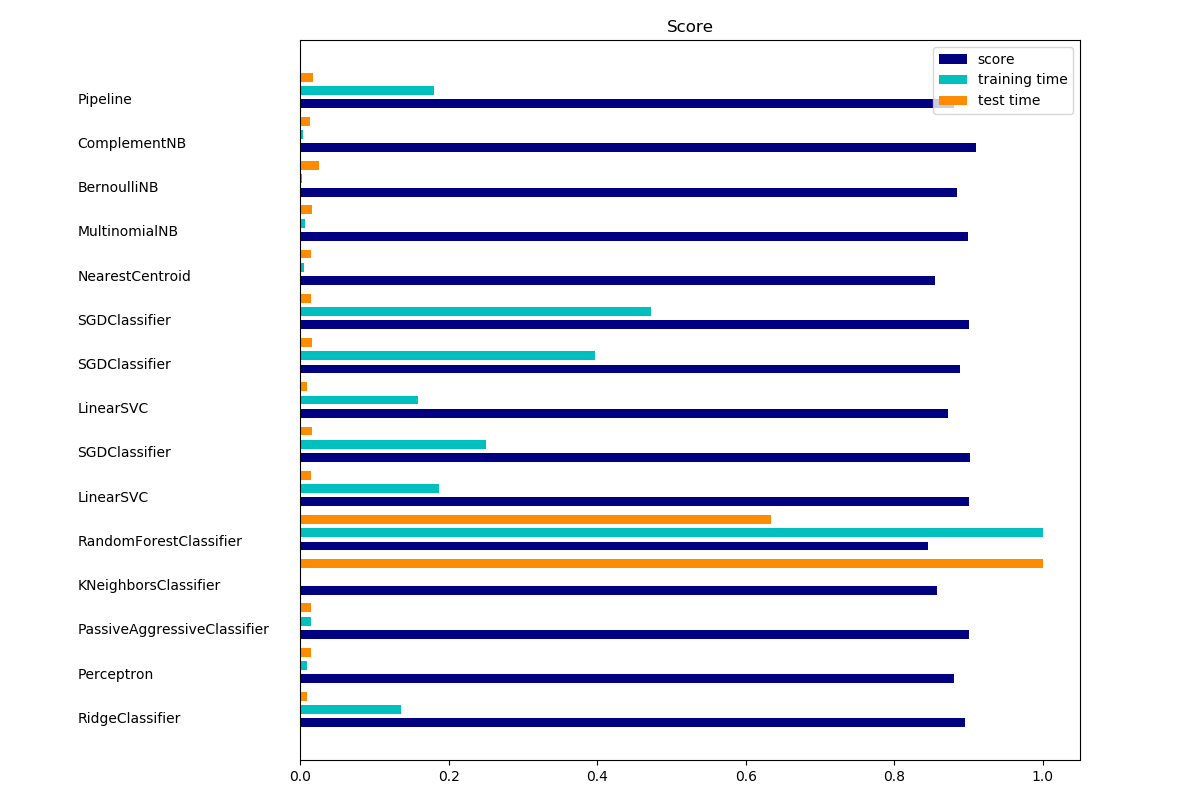 Score
score
training time
test time
Pipeline
ComplementNB
BernoulliNB
MultinomialNB
NearestCentroid
SGDClassifier
SGDClassifier
LinearSVC
SGDClassifier
LinearSVC
RandomForestClassifier
KNeighborsClassifier
PassiveAggressiveClassifier
Perceptron
RidgeClassifier
0.0 0.2 0.4 0.6 0.8 1.0